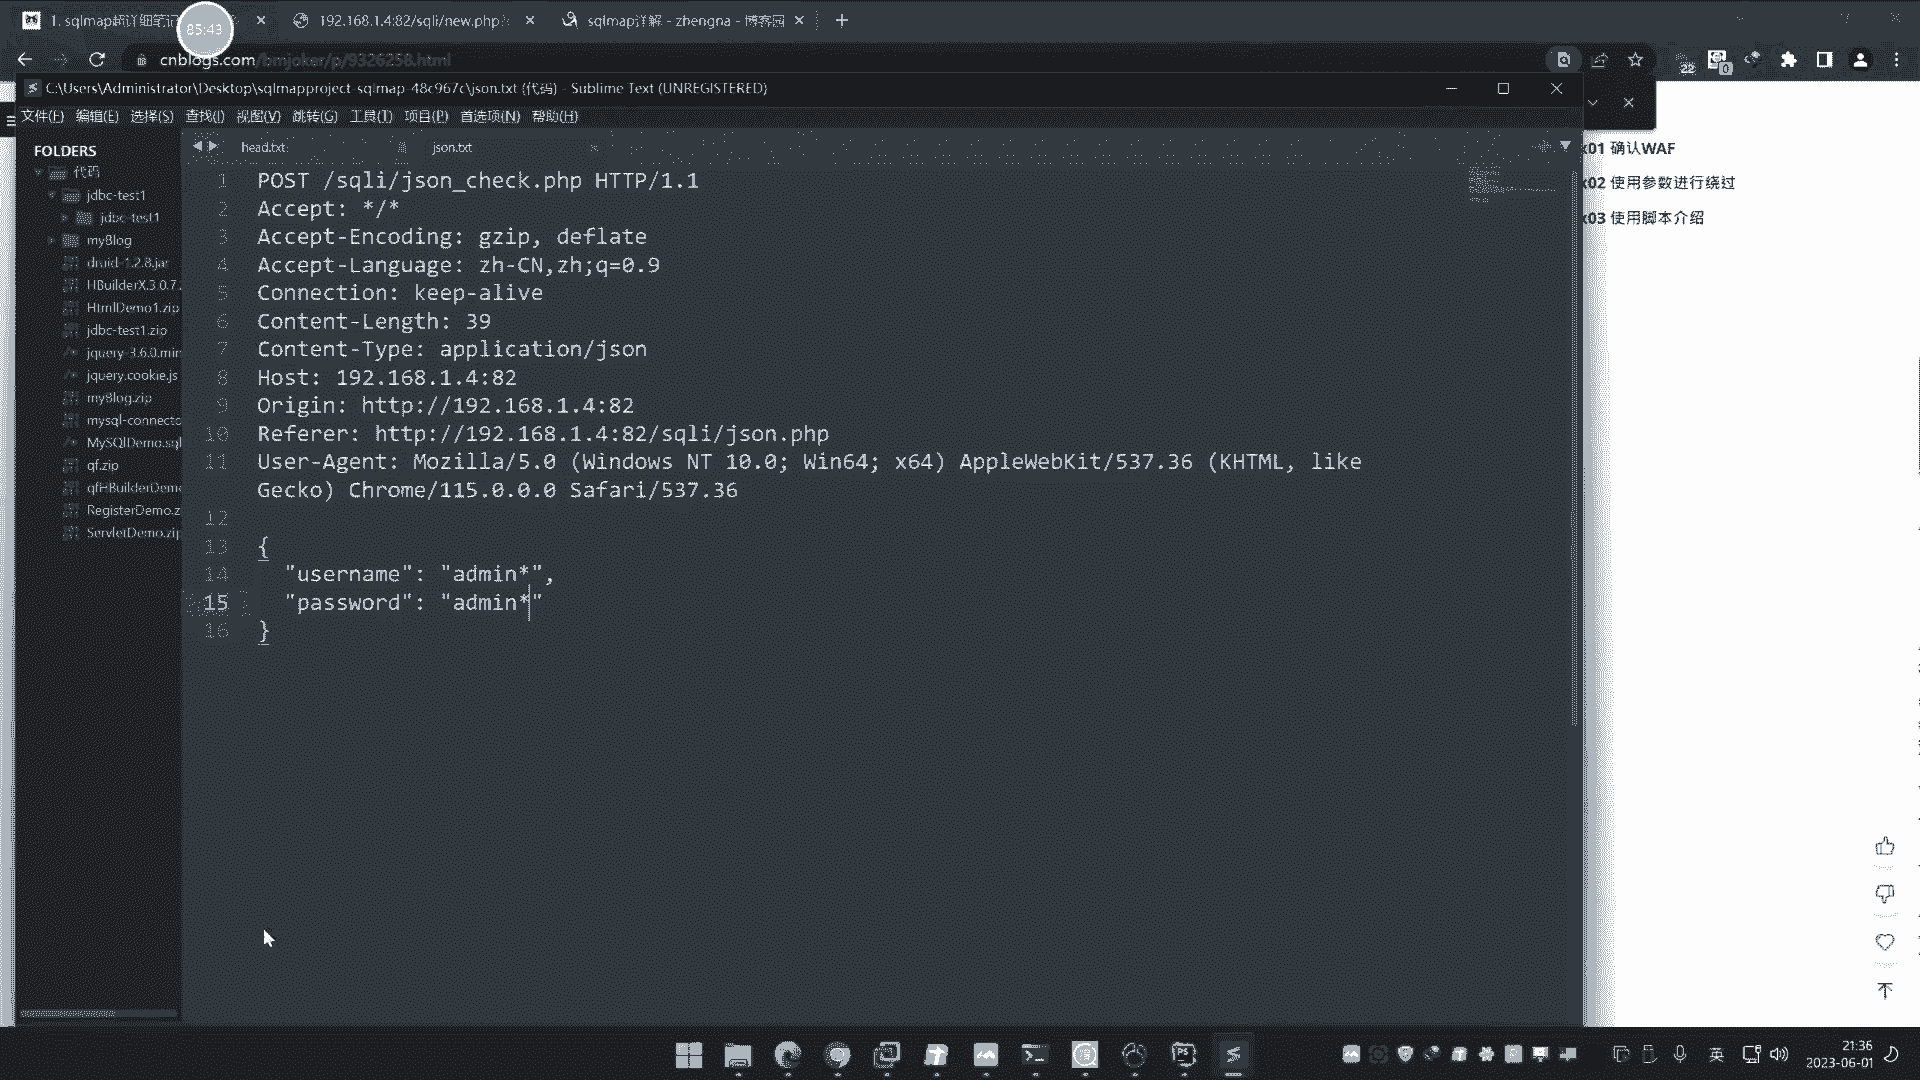 1. sqlmap超详细笔记
85:43
192.168.1.4:82/sqli/new.php
sqlmap详解 - zhengna - 博客园
cnblogs.com/bmjoker/p/9326258.html
22
0
C:\Users\Administrator\Desktop\sqlmapproject-sqlmap-48c967c\json.txt (代码) - Sublime Text (UNREGISTERED)
文件(F) 编辑(E) 选择(S) 查找(I) 视图(V) 跳转(G) 工具(T) 项目(P) 首选项(N) 帮助(H)
FOLDERS
代码
jdbc-test1
jdbc-test1
myBlog
druid-1.2.8.jar
HBuilderX.3.0.7.
HtmlDemo1.zip
jdbc-test1.zip
jquery-3.6.0.min
jquery.cookie.js
myBlog.zip
mysql-connecto
MySQlDemo.sql
qf.zip
qfHBuilderDemo
RegisterDemo.z
ServletDemo.zip
head.txt
json.txt
1 POST /sqli/json_check.php HTTP/1.1
2 Accept: */*
3 Accept-Encoding: gzip, deflate
4 Accept-Language: zh-CN,zh;q=0.9
5 Connection: keep-alive
6 Content-Length: 39
7 Content-Type: application/json
8 Host: 192.168.1.4:82
9 Origin: http://192.168.1.4:82
10 Referer: http://192.168.1.4:82/sqli/json.php
11 User-Agent: Mozilla/5.0 (Windows NT 10.0; Win64; x64) AppleWebKit/537.36 (KHTML, like
Gecko) Chrome/115.0.0.0 Safari/537.36
12
13 {
14 "username": "admin*",
15 "password": "admin*"
16 }
x01 确认WAF
x02 使用参数进行绕过
x03 使用脚本介绍
英
21:36
2023-06-01